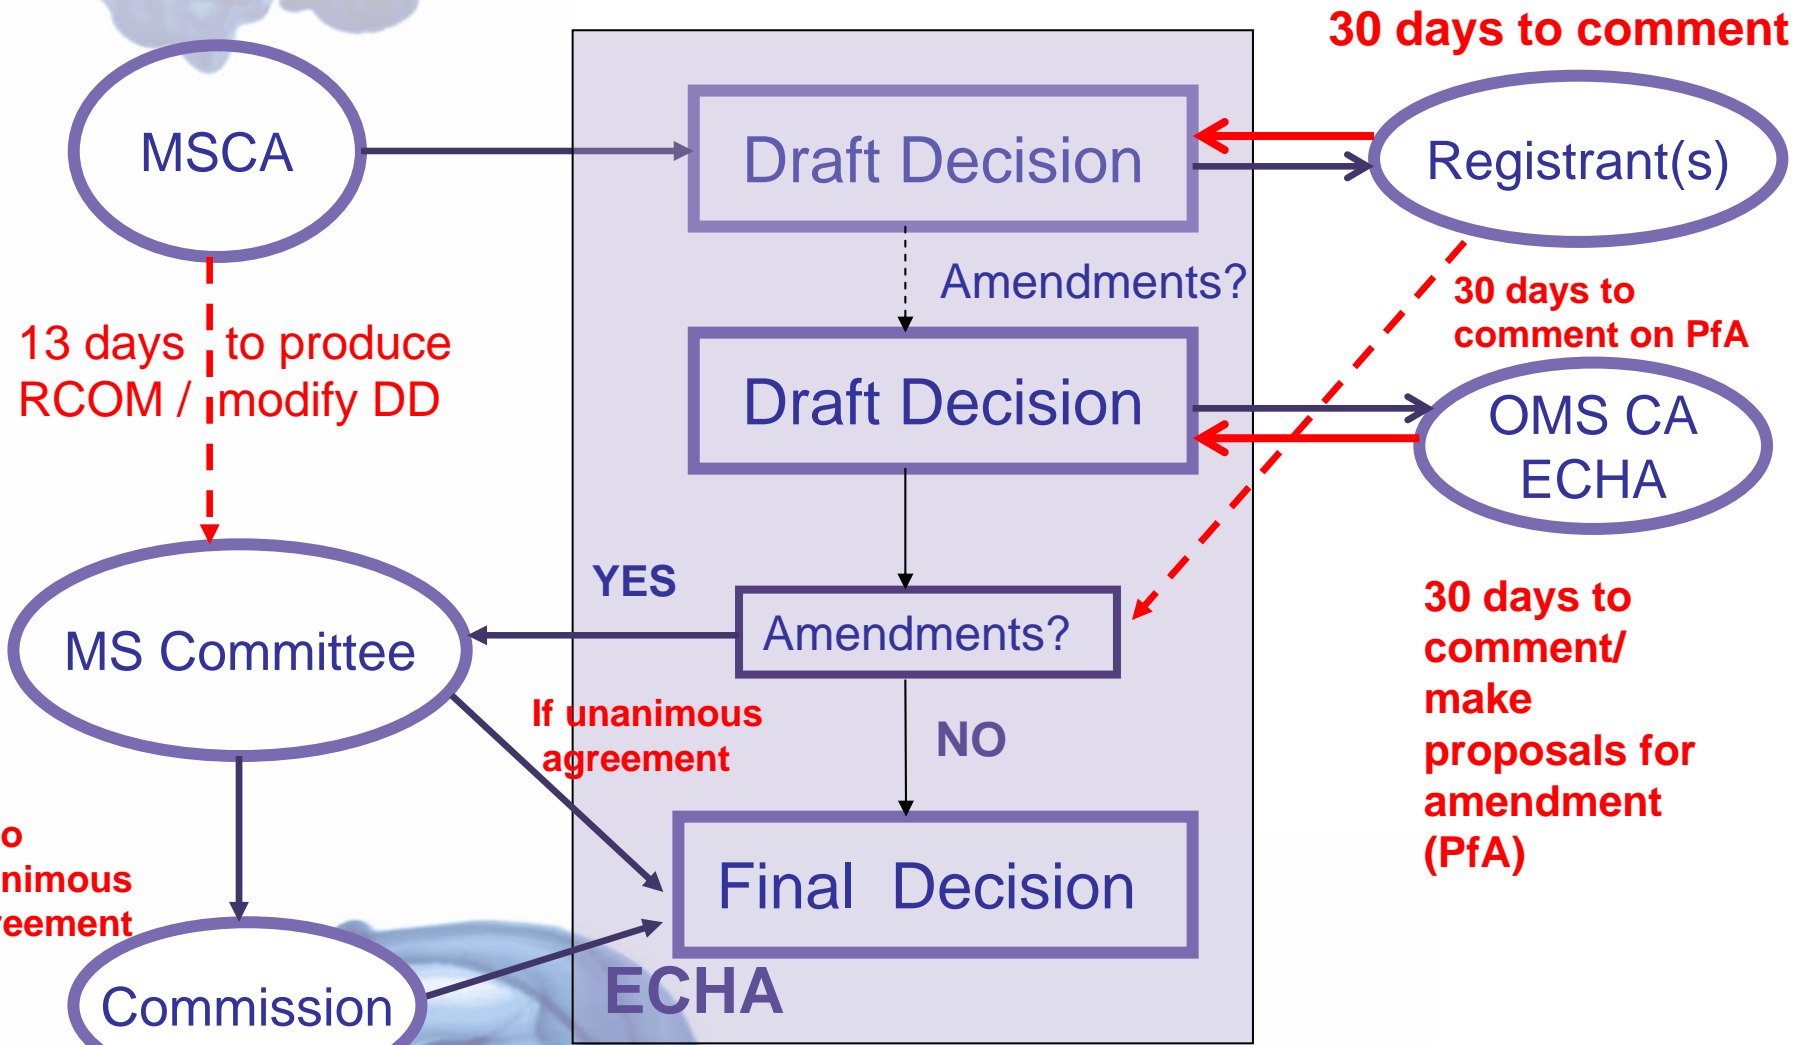 30 days to comment
MSCA
Draft Decision
Registrant(s)
Amendments?
30 days to
comment on PfA
13 days to produce
RCOM / modify DD
Draft Decision
OMS CA
ECHA
YES
Amendments?
MS Committee
30 days to
comment/
make
proposals for
amendment
(PfA)
If unanimous
agreement
NO
Final Decision
ECHA
Commission